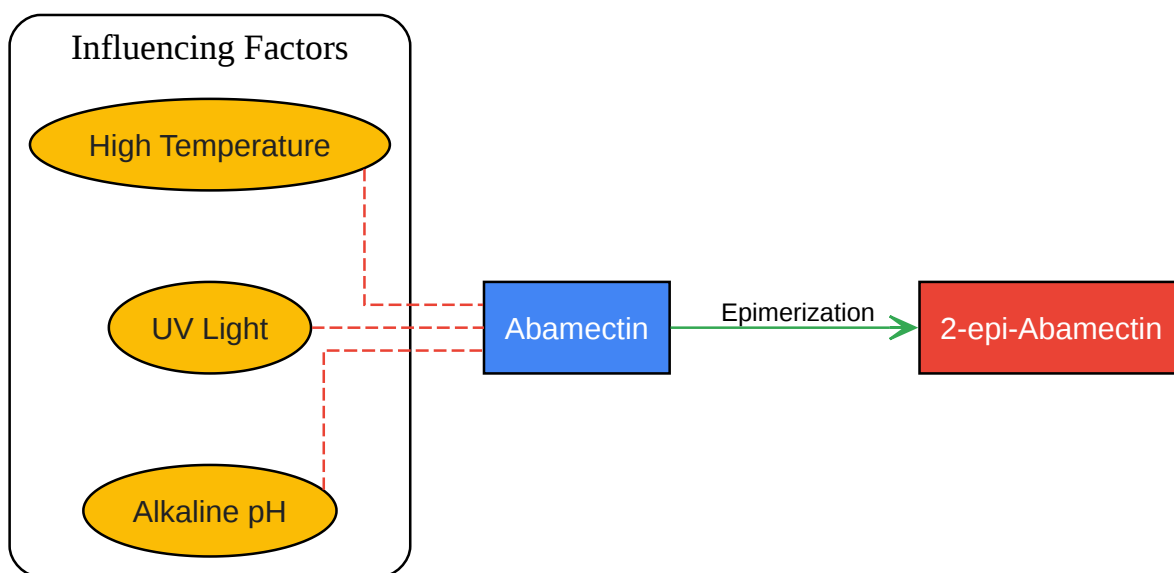 Influencing Factors
High Temperature
UV Light
Alkaline pH
Abamectin
Epimerization
2-epi-Abamectin